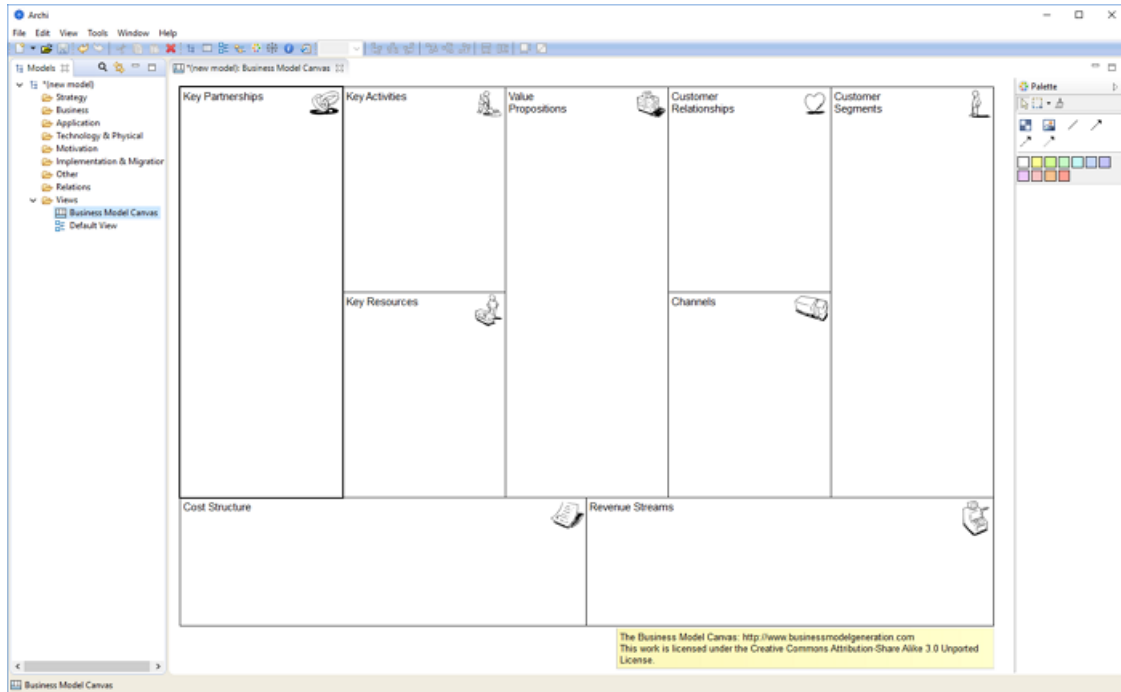 Archi
File Edit View Tools Window Help
Models
*(new model): Business Model Canvas
*(new model)
Strategy
Business
Application
Technology & Physical
Motivation
Implementation & Migration
Other
Relations
Views
Business Model Canvas
Default View
Key Partnerships
Key Activities
Value
Propositions
Customer
Relationships
Customer
Segments
Key Resources
Channels
Cost Structure
Revenue Streams
The Business Model Canvas: http://www.businessmodelgeneration.com
This work is licensed under the Creative Commons Attribution-Share Alike 3.0 Unported
License.
Palette
Business Model Canvas